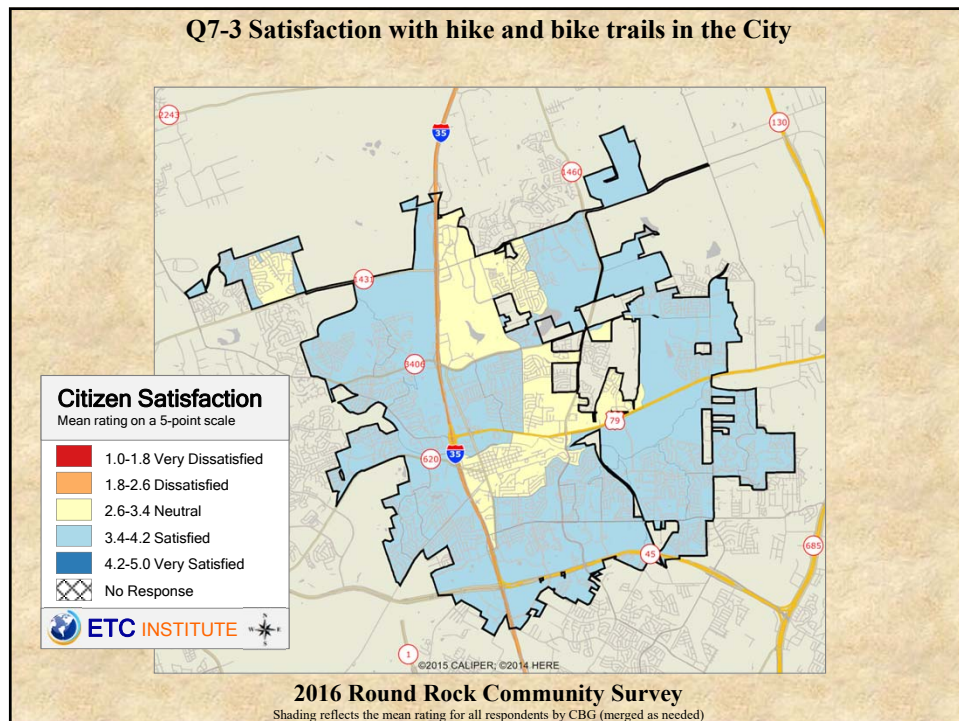 Q7-3 Satisfaction with hike and bike trails in the City
2243
35
130
1460
1431
3406
79
620
35
45
685
1
Citizen Satisfaction
Mean rating on a 5-point scale
1.0-1.8 Very Dissatisfied
1.8-2.6 Dissatisfied
2.6-3.4 Neutral
3.4-4.2 Satisfied
4.2-5.0 Very Satisfied
No Response
ETC INSTITUTE
N
W E
S
©2015 CALIPER; ©2014 HERE
2016 Round Rock Community Survey
Shading reflects the mean rating for all respondents by CBG (merged as needed)